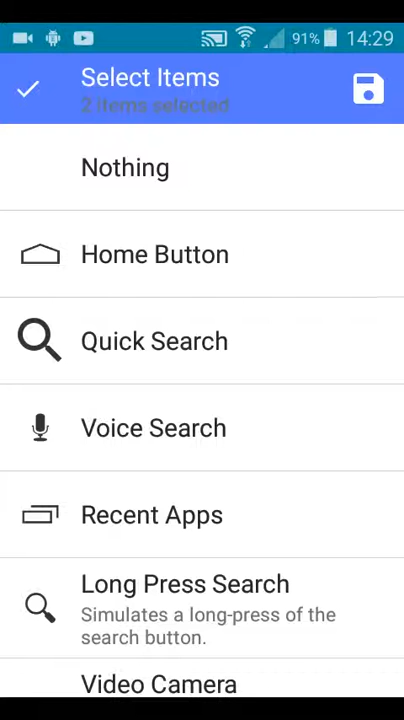 91% 14:29
Select Items
2 items selected
Nothing
Home Button
Quick Search
Voice Search
Recent Apps
Long Press Search
Simulates a long-press of the
search button.
Video Camera